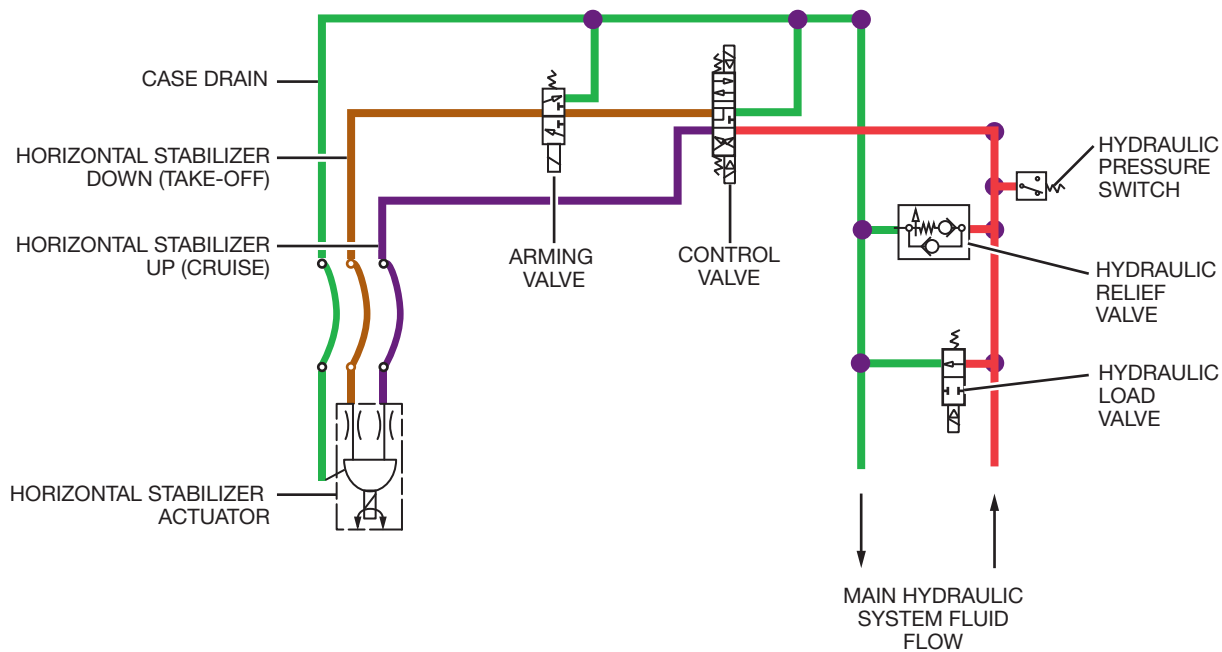 CASE DRAIN
HORIZONTAL STABILIZER
DOWN (TAKE-OFF)
HORIZONTAL STABILIZER
UP (CRUISE)
ARMING
VALVE
CONTROL
VALVE
HYDRAULIC
PRESSURE
SWITCH
HYDRAULIC
RELIEF
VALVE
HYDRAULIC
LOAD
VALVE
HORIZONTAL STABILIZER
ACTUATOR
MAIN HYDRAULIC
SYSTEM FLUID
FLOW